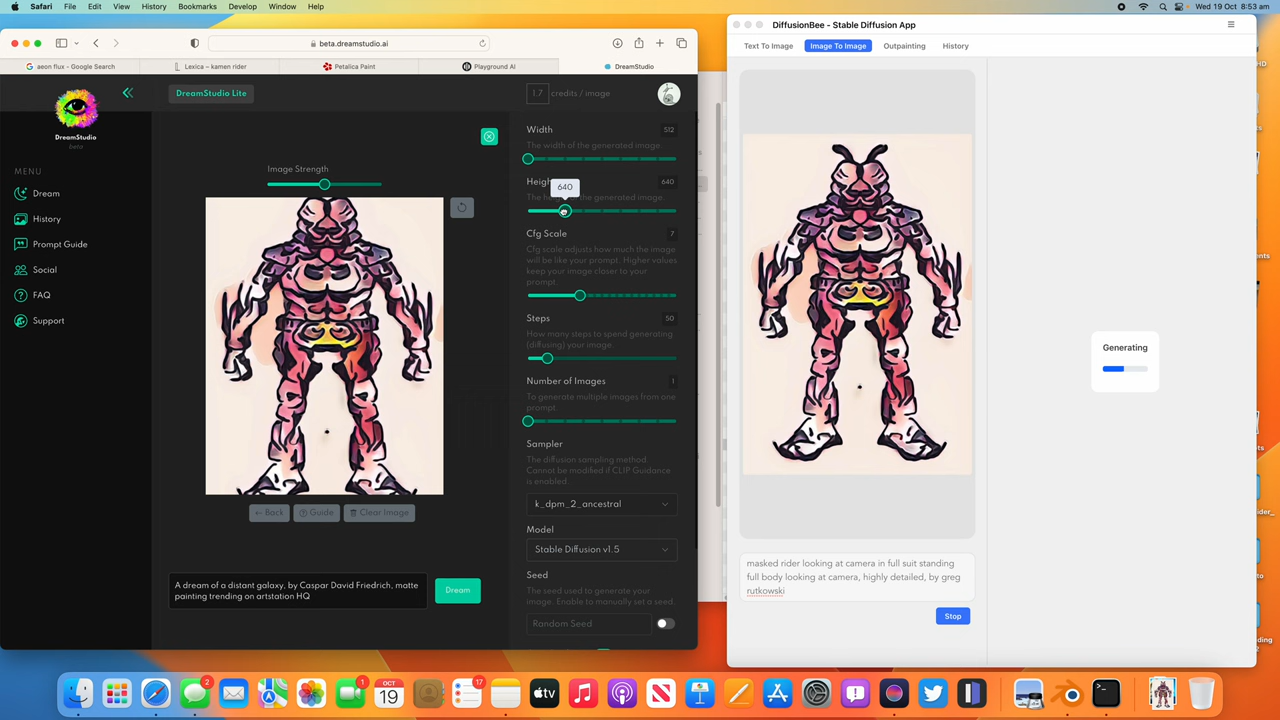 Safari File Edit View History Bookmarks Develop Window Help
Wed 19 Oct 8:53 am
beta.dreamstudio.ai
aeon flux - Google Search
Lexica – kamen rider
Petalica Paint
Playground AI
DreamStudio
DreamStudio
beta
MENU
Dream
History
Prompt Guide
Social
FAQ
Support
DreamStudio Lite
1.7 credits / image
Image Strength
← Back
Guide
Clear Image
A dream of a distant galaxy, by Caspar David Friedrich, matte
painting trending on artstation HQ
Dream
Width 512
The width of the generated image.
640
The height of the generated image.
640
Cfg Scale 7
Cfg scale adjusts how much the image
will be like your prompt. Higher values
keep your image closer to your
prompt.
Steps 50
How many steps to spend generating
(diffusing) your image.
Number of Images 1
To generate multiple images from one
prompt.
Sampler
The diffusion sampling method.
Cannot be modified if CLIP Guidance
is enabled.
k_dpm_2_ancestral
Model
Stable Diffusion v1.5
Seed
The seed used to generate your
image. Enable to manually set a seed.
Random Seed
DiffusionBee - Stable Diffusion App
Text To Image
Image To Image
Outpainting
History
Generating
masked rider looking at camera in full suit standing
full body looking at camera, highly detailed, by greg
rutkowski
Stop
2
1
OCT
19
17
tv